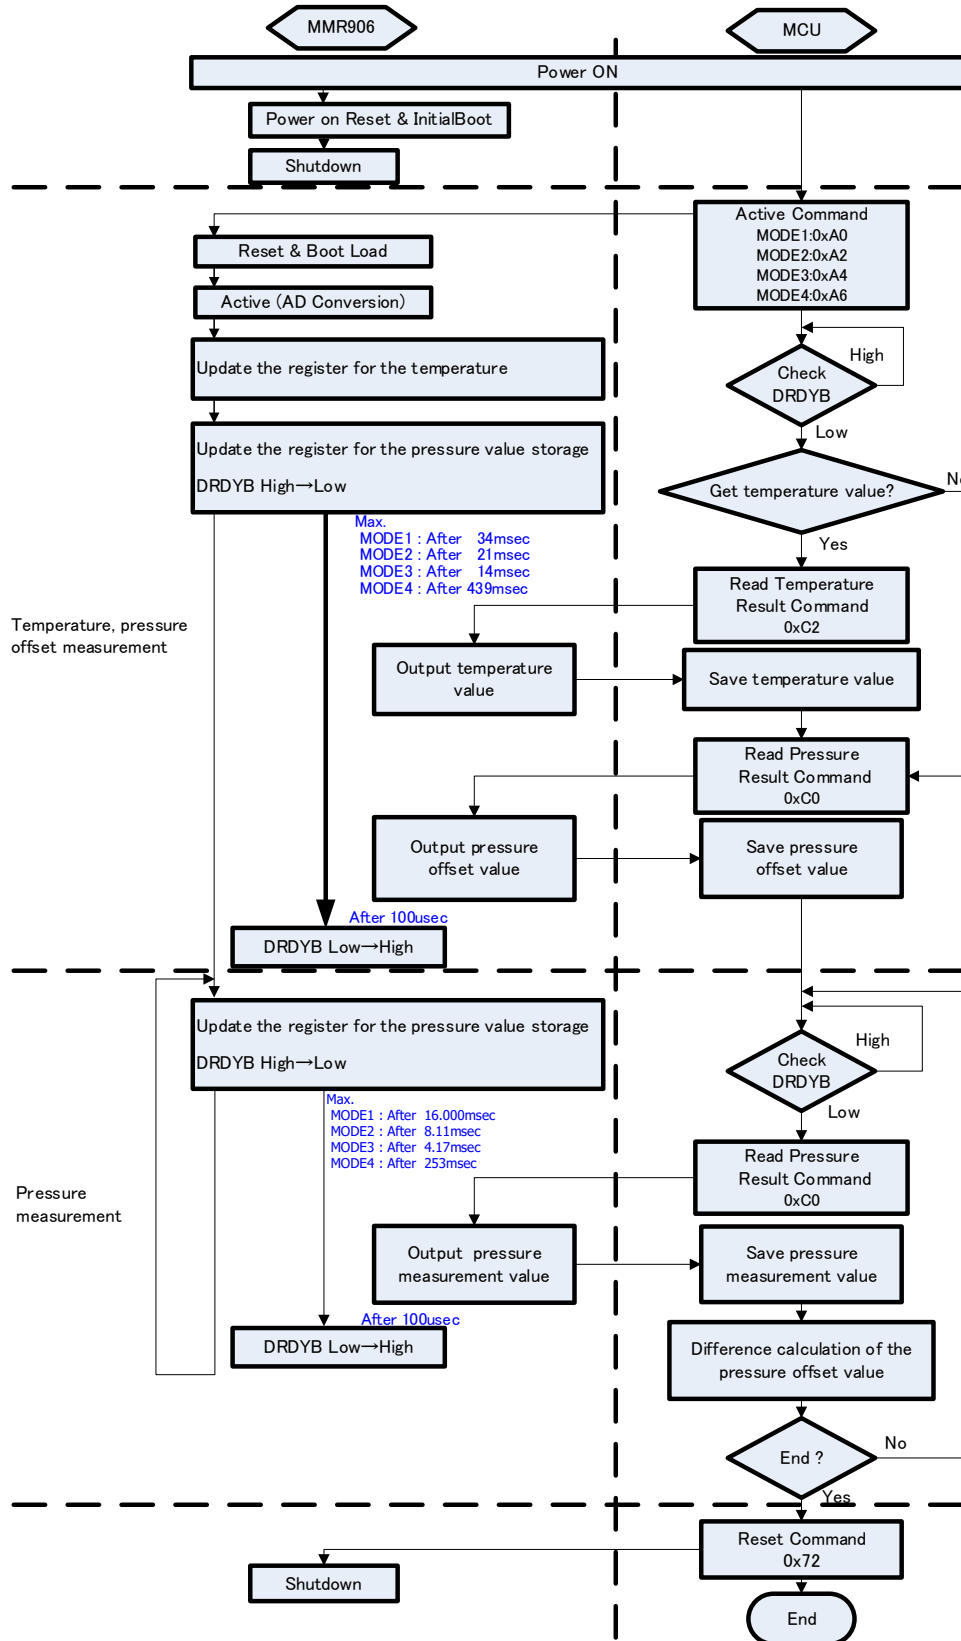 MMR906
MCU
Power ON
Power on Reset & InitialBoot
Shutdown
Active Command
MODE1:0xA0
MODE2:0xA2
MODE3:0xA4
MODE4:0xA6
Reset & Boot Load
Active (AD Conversion)
Update the register for the temperature
High
Check
DRDYB
Low
Update the register for the pressure value storage
DRDYB High→Low
Get temperature value?
No
Yes
Max.
MODE1 : After 34msec
MODE2 : After 21msec
MODE3 : After 14msec
MODE4 : After 439msec
Read Temperature
Result Command
0xC2
Temperature, pressure
offset measurement
Output temperature
value
Save temperature value
Read Pressure
Result Command
0xC0
Output pressure
offset value
Save pressure
offset value
After 100usec
DRDYB Low→High
Update the register for the pressure value storage
DRDYB High→Low
High
Check
DRDYB
Low
Max.
MODE1 : After 16.000msec
MODE2 : After 8.11msec
MODE3 : After 4.17msec
MODE4 : After 253msec
Read Pressure
Result Command
0xC0
Pressure
measurement
Output pressure
measurement value
Save pressure
measurement value
After 100usec
DRDYB Low→High
Difference calculation of the
pressure offset value
End ?
No
Yes
Reset Command
0x72
Shutdown
End